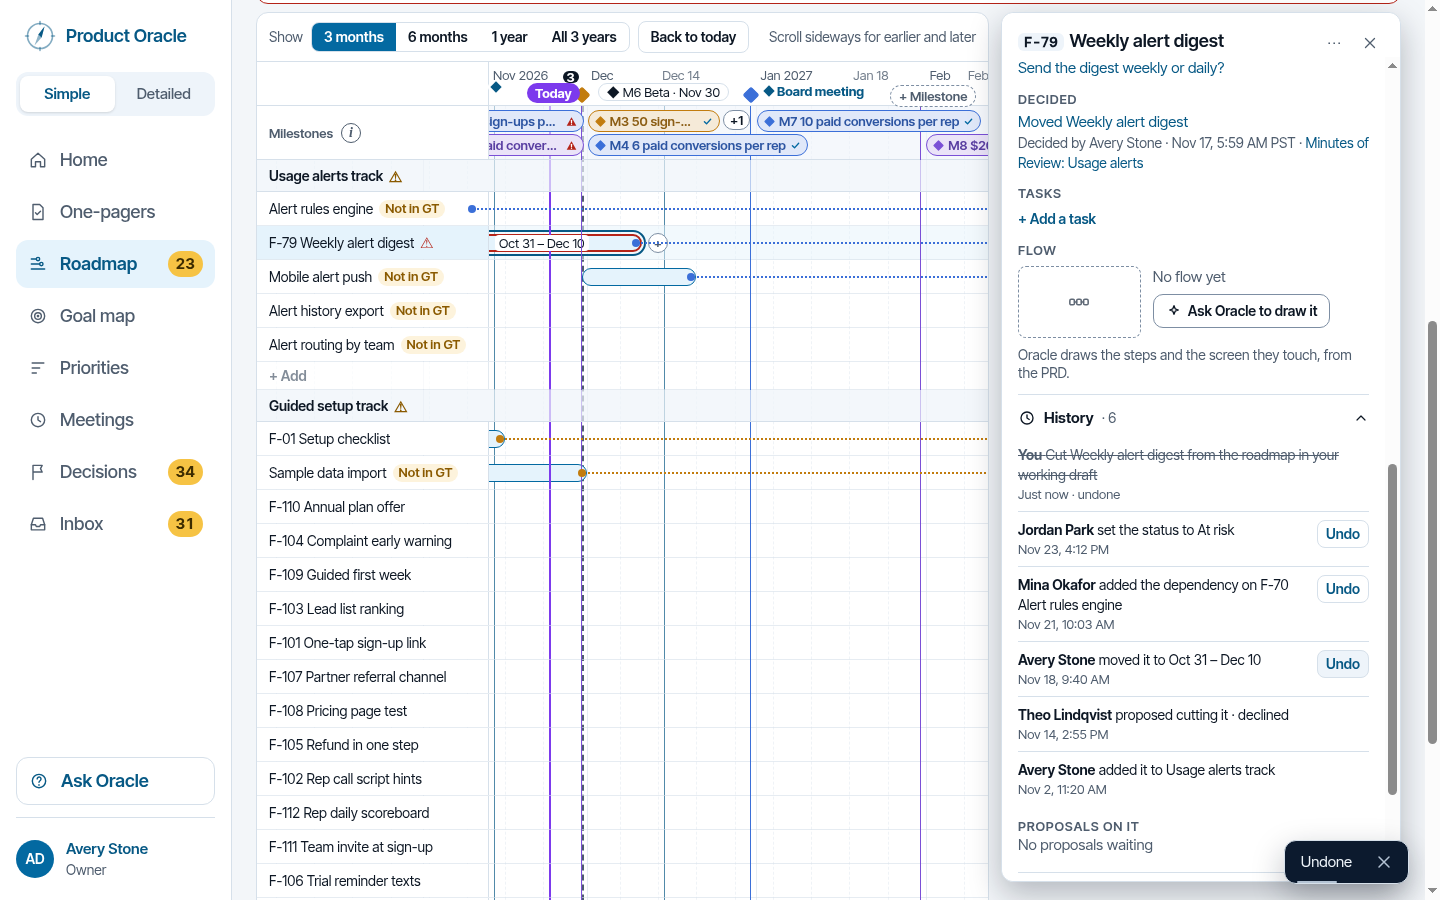 Product Oracle
Simple
Detailed
Home
One-pagers
Roadmap
23
Goal map
Priorities
Meetings
Decisions
34
Inbox
31
Ask Oracle
AD
Avery Stone
Owner
Show
3 months
6 months
1 year
All 3 years
Back to today
Scroll sideways for earlier and later
Nov 2026
3
Dec
Dec 14
Jan 2027
Jan 18
Feb
Feb
Today
M6 Beta · Nov 30
Board meeting
+ Milestone
Milestones
i
ign-ups p...
M3 50 sign-...
+1
M7 10 paid conversions per rep
aid conver...
M4 6 paid conversions per rep
M8 $20
Usage alerts track
Alert rules engine
Not in GT
F-79 Weekly alert digest
Oct 31 – Dec 10
Mobile alert push
Not in GT
Alert history export
Not in GT
Alert routing by team
Not in GT
+ Add
Guided setup track
F-01 Setup checklist
Sample data import
Not in GT
F-110 Annual plan offer
F-104 Complaint early warning
F-109 Guided first week
F-103 Lead list ranking
F-101 One-tap sign-up link
F-107 Partner referral channel
F-108 Pricing page test
F-105 Refund in one step
F-102 Rep call script hints
F-112 Rep daily scoreboard
F-111 Team invite at sign-up
F-106 Trial reminder texts
F-79 Weekly alert digest
Send the digest weekly or daily?
DECIDED
Moved Weekly alert digest
Decided by Avery Stone · Nov 17, 5:59 AM PST · Minutes of
Review: Usage alerts
TASKS
+ Add a task
FLOW
No flow yet
Ask Oracle to draw it
Oracle draws the steps and the screen they touch, from
the PRD.
History · 6
You Cut Weekly alert digest from the roadmap in your
working draft
Just now · undone
Jordan Park set the status to At risk
Nov 23, 4:12 PM
Undo
Mina Okafor added the dependency on F-70
Alert rules engine
Nov 21, 10:03 AM
Undo
Avery Stone moved it to Oct 31 – Dec 10
Nov 18, 9:40 AM
Undo
Theo Lindqvist proposed cutting it · declined
Nov 14, 2:55 PM
Avery Stone added it to Usage alerts track
Nov 2, 11:20 AM
PROPOSALS ON IT
No proposals waiting
Undone